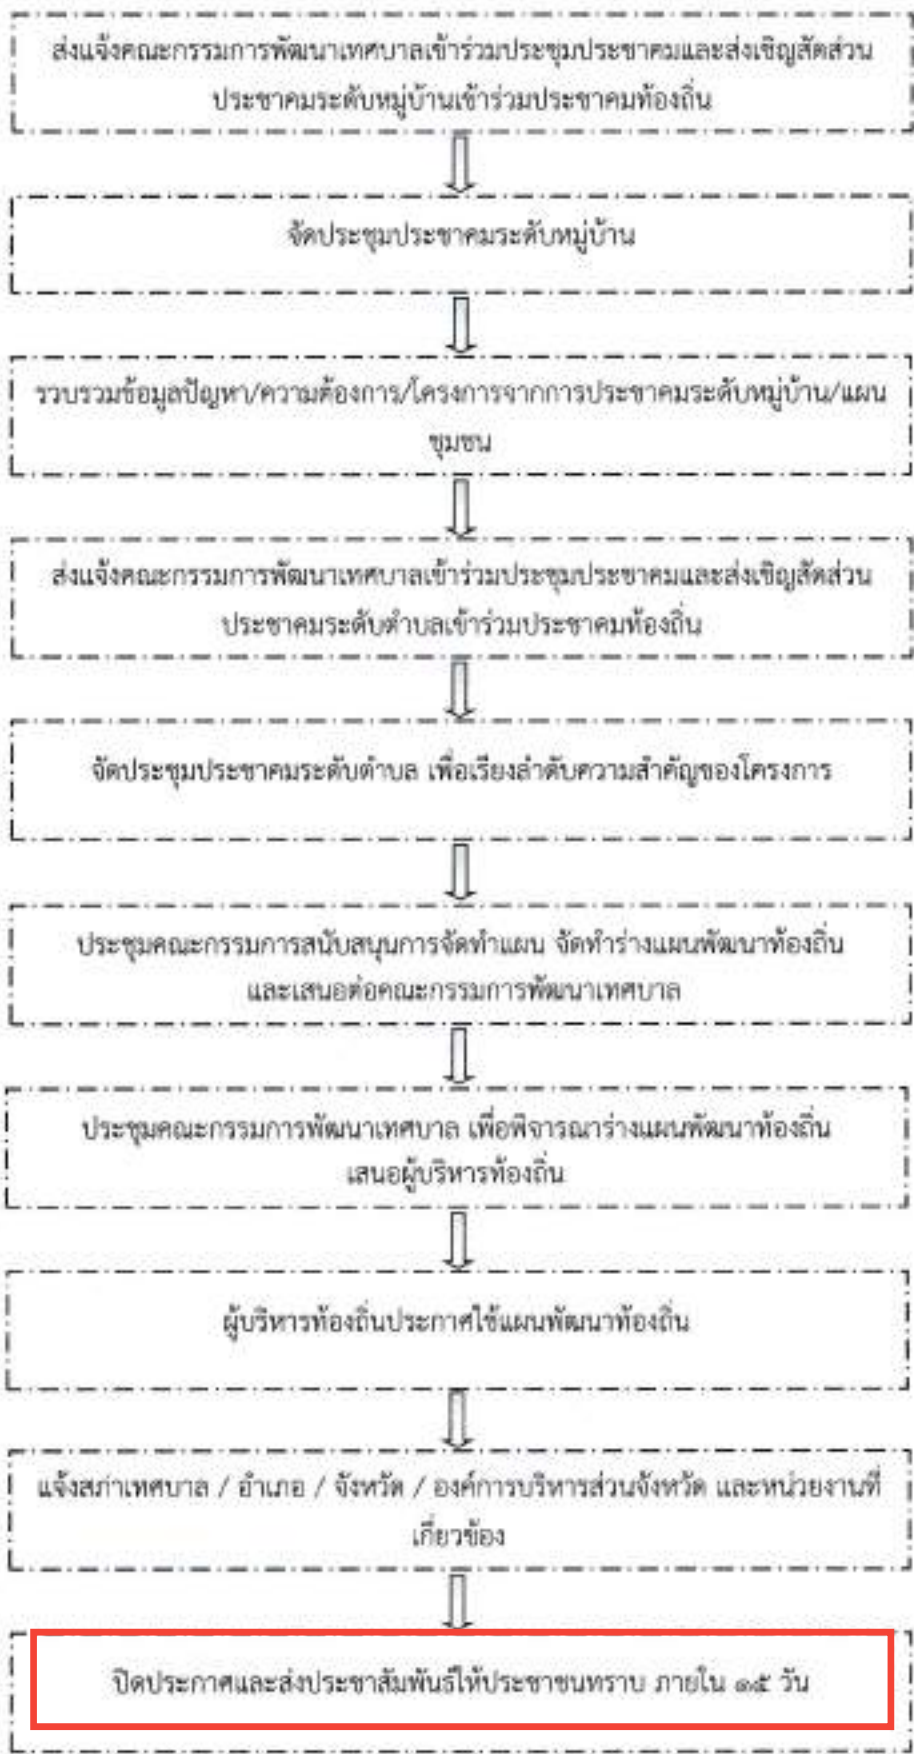 ส่งแจ้งคณะกรรมการพัฒนาเทศบาลเข้าร่วมประชุมประชาคมและส่งเชิญสัดส่วน
ประชาคมระดับหมู่บ้านเข้าร่วมประชาคมท้องถิ่น
จัดประชุมประชาคมระดับหมู่บ้าน
รวบรวมข้อมูลปัญหา/ความต้องการ/โครงการจากการประชาคมระดับหมู่บ้าน/แผน
ชุมชน
ส่งแจ้งคณะกรรมการพัฒนาเทศบาลเข้าร่วมประชุมประชาคมและส่งเชิญสัดส่วน
ประชาคมระดับตำบลเข้าร่วมประชาคมท้องถิ่น
จัดประชุมประชาคมระดับตำบล เพื่อเรียงลำดับความสำคัญของโครงการ
ประชุมคณะกรรมการสนับสนุนการจัดทำแผน จัดทำร่างแผนพัฒนาท้องถิ่น
และเสนอต่อคณะกรรมการพัฒนาเทศบาล
ประชุมคณะกรรมการพัฒนาเทศบาล เพื่อพิจารณาร่างแผนพัฒนาท้องถิ่น
เสนอผู้บริหารท้องถิ่น
ผู้บริหารท้องถิ่นประกาศใช้แผนพัฒนาท้องถิ่น
แจ้งสภาเทศบาล / อำเภอ / จังหวัด / องค์การบริหารส่วนจังหวัด และหน่วยงานที่
เกี่ยวข้อง
ปิดประกาศและส่งประชาสัมพันธ์ให้ประชาชนทราบ ภายใน ๑๕ วัน